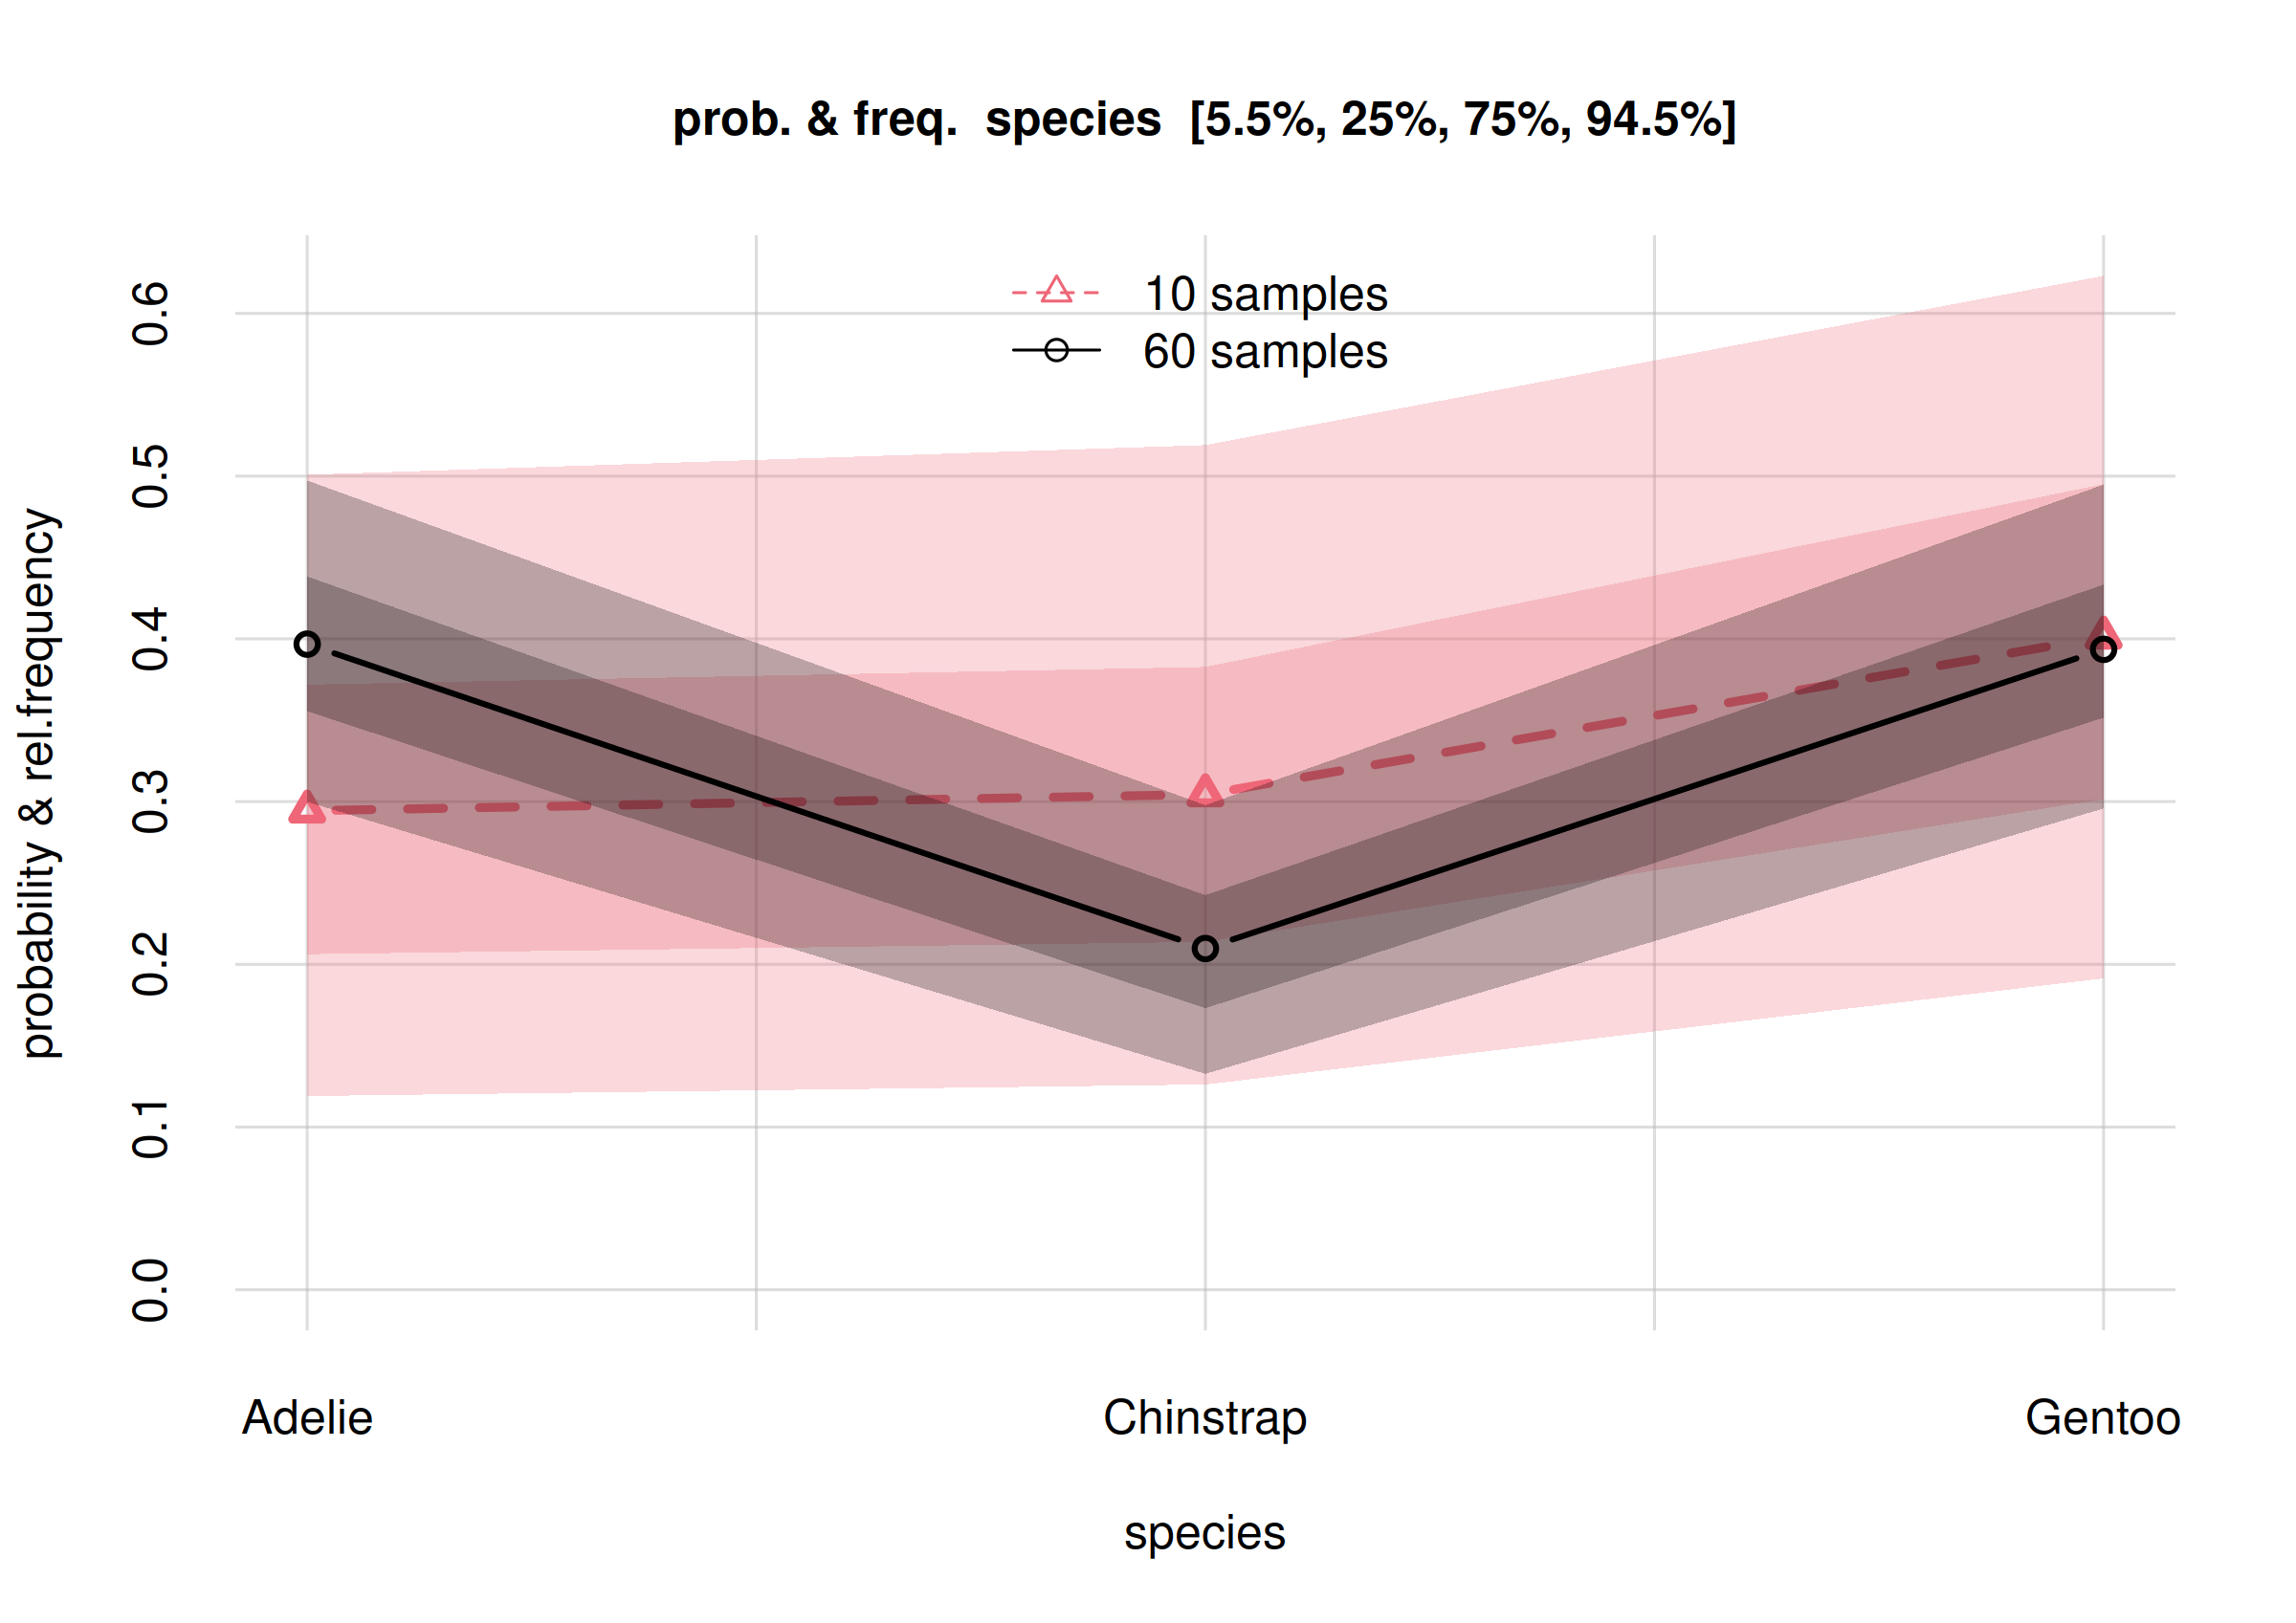 prob. & freq.  species  [5.5%, 25%, 75%, 94.5%]
10 samples
60 samples
probability & rel.frequency
0.6
0.5
0.4
0.3
0.2
0.1
0.0
Adelie
Chinstrap
Gentoo
species